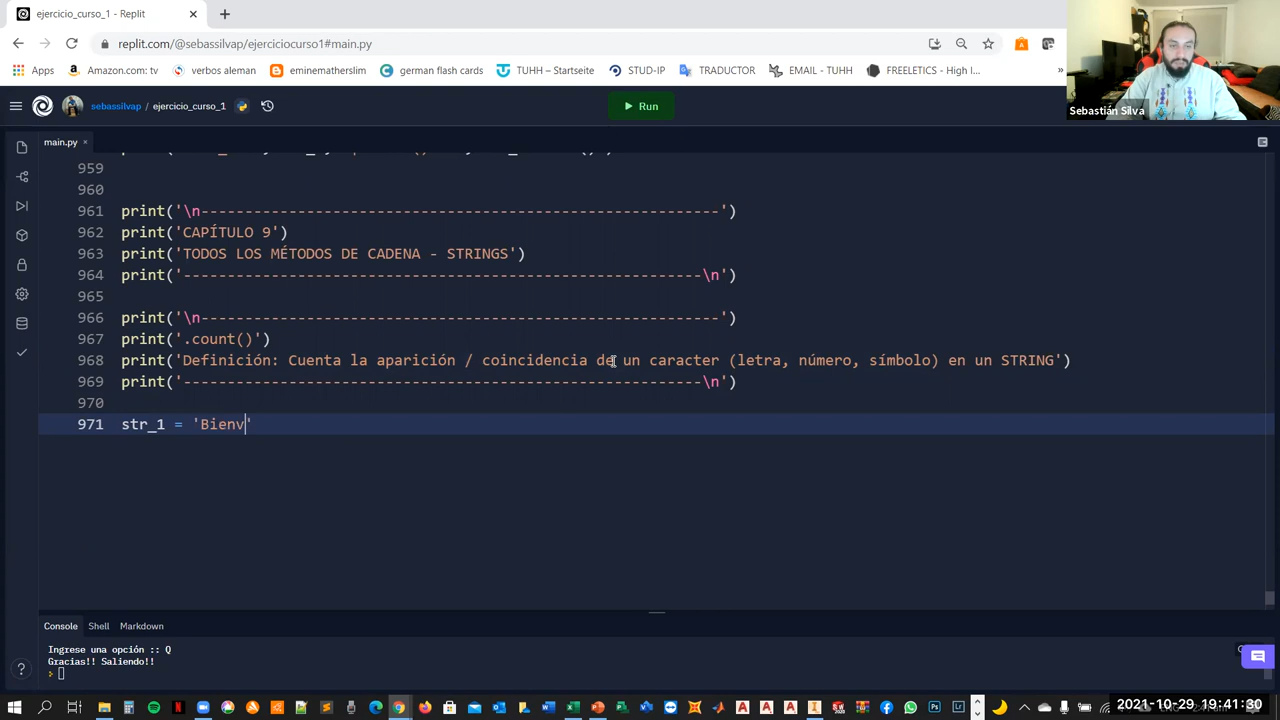 ejercicio_curso_1 - Replit
replit.com/@sebassilvap/ejerciciocurso1#main.py
Apps
Amazon.com: tv
verbos aleman
eminematherslim
german flash cards
TUHH – Startseite
STUD-IP
TRADUCTOR
EMAIL - TUHH
FREELETICS - High I...
»
Sebastián Silva
sebassilvap / ejercicio_curso_1
Run
main.py
959
960
961 print('\n-----------------------------------------------------------')
962 print('CAPÍTULO 9')
963 print('TODOS LOS MÉTODOS DE CADENA - STRINGS')
964 print('-----------------------------------------------------------\n')
965
966 print('\n-----------------------------------------------------------')
967 print('.count()')
968 print('Definición: Cuenta la aparición / coincidencia de un caracter (letra, número, símbolo) en un STRING')
969 print('-----------------------------------------------------------\n')
970
971 str_1 = 'Bienv'
Console
Shell
Markdown
Ingrese una opción :: Q
Gracias!! Saliendo!!
2021-10-29 19:41:30